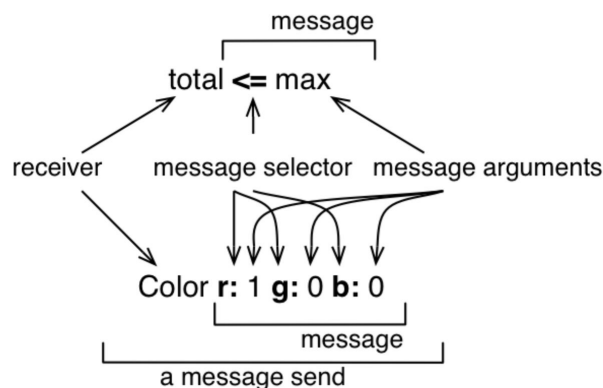 message
total <= max
receiver message selector message arguments
Color r: 1 g: 0 b: 0
message
a message send